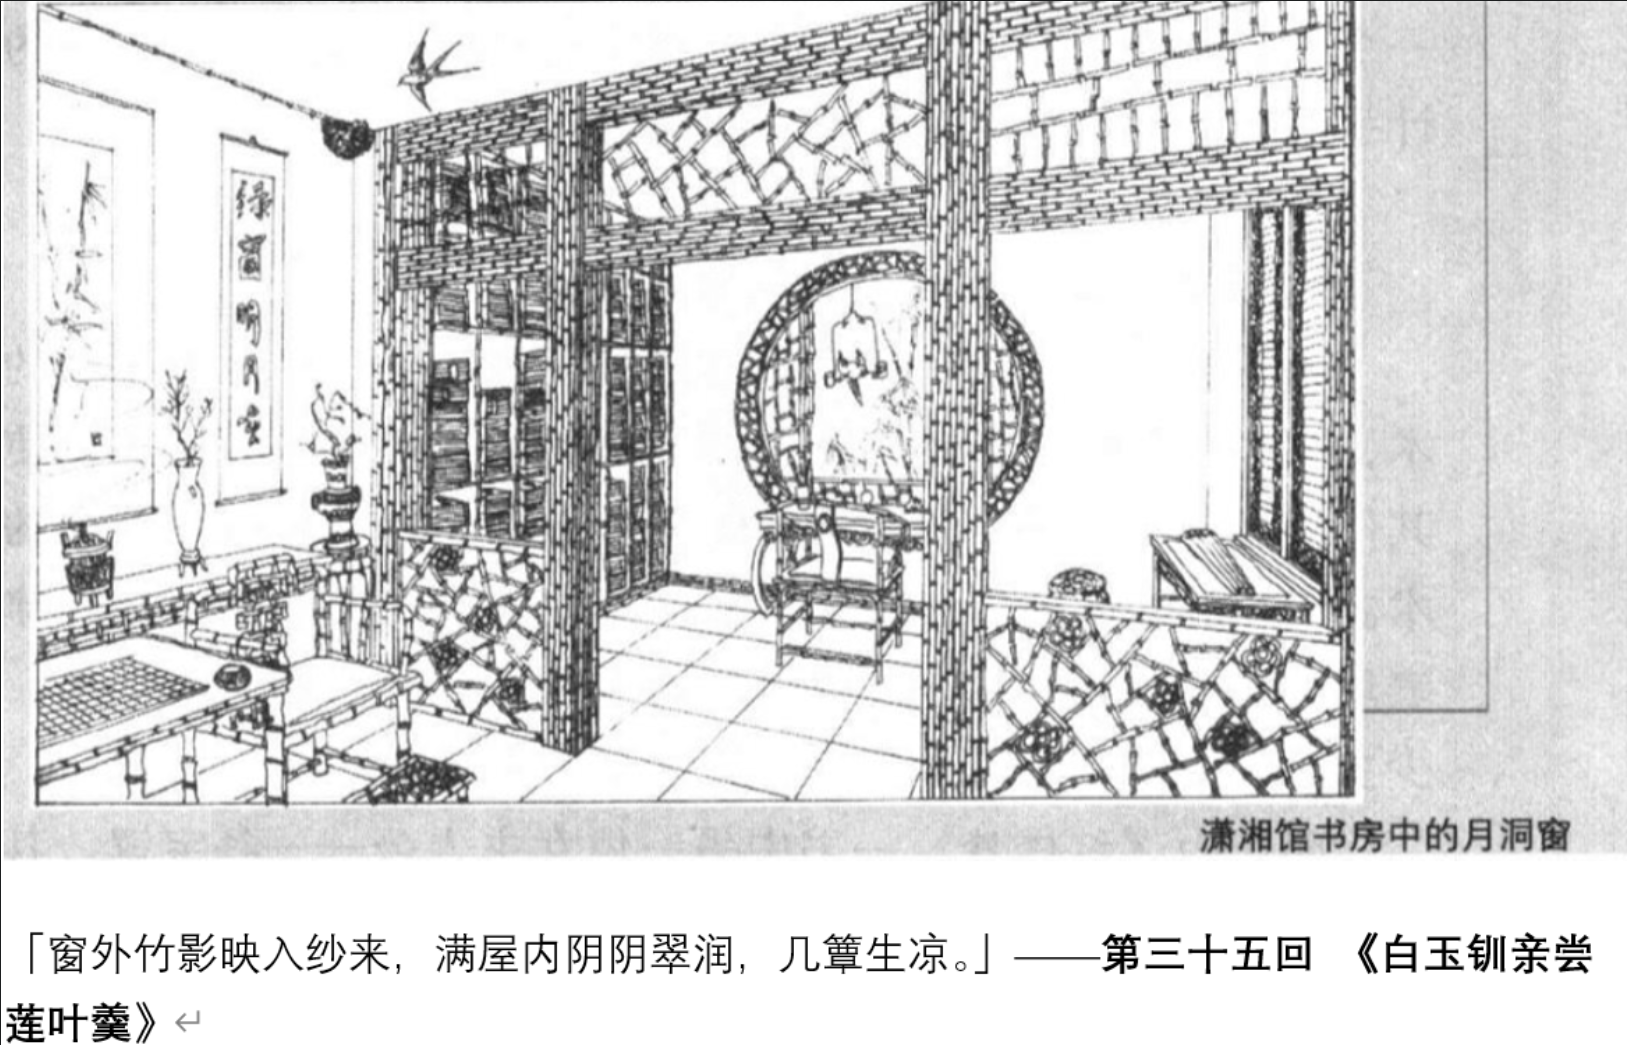 绿窗明月在
潇湘馆书房中的月洞窗
「窗外竹影映入纱来，满屋内阴阴翠润，几簟生凉。」——第三十五回 《白玉钏亲尝
莲叶羹》